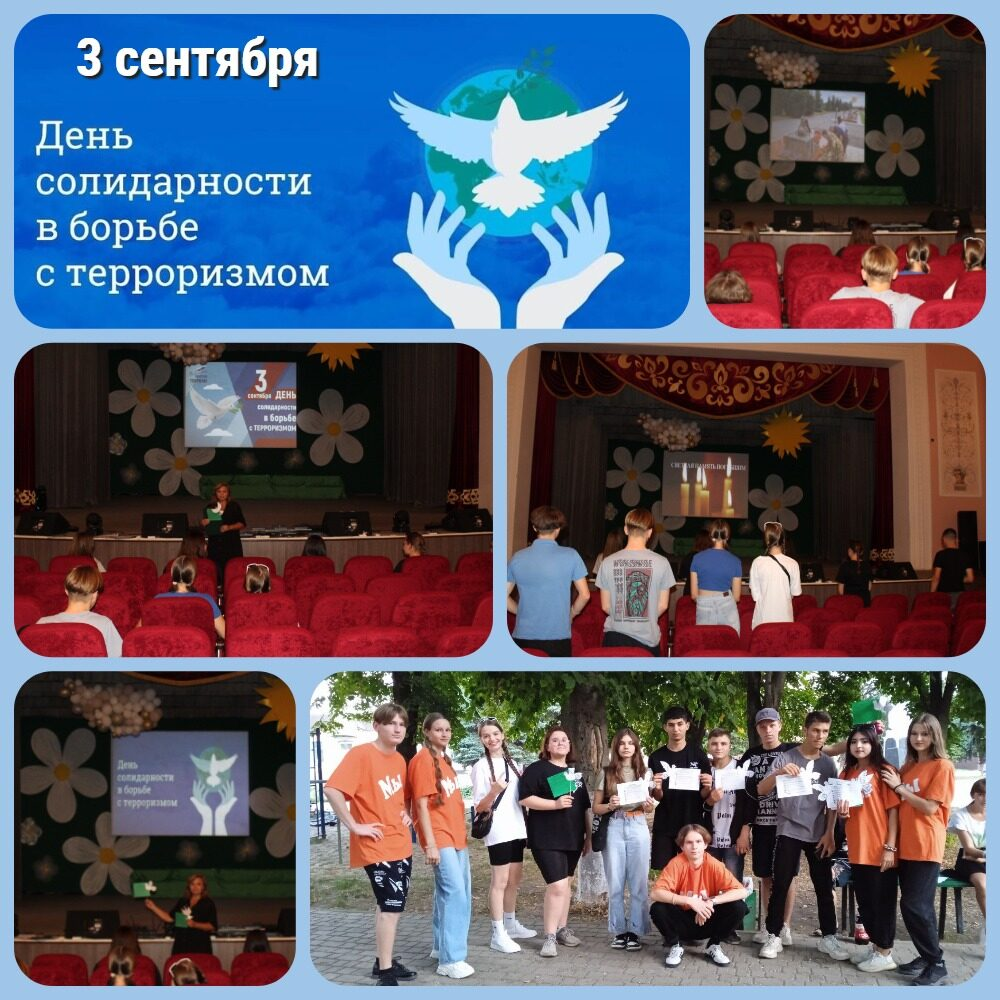 3 сентября
День
солидарности
в борьбе
с терроризмом
3
сентября ДЕНЬ
солидарности
в борьбе
с ТЕРРОРИЗМОМ
СВЕТЛАЯ ПАМЯТЬ ПОГИБШИМ
День
солидарности
в борьбе
с терроризмом